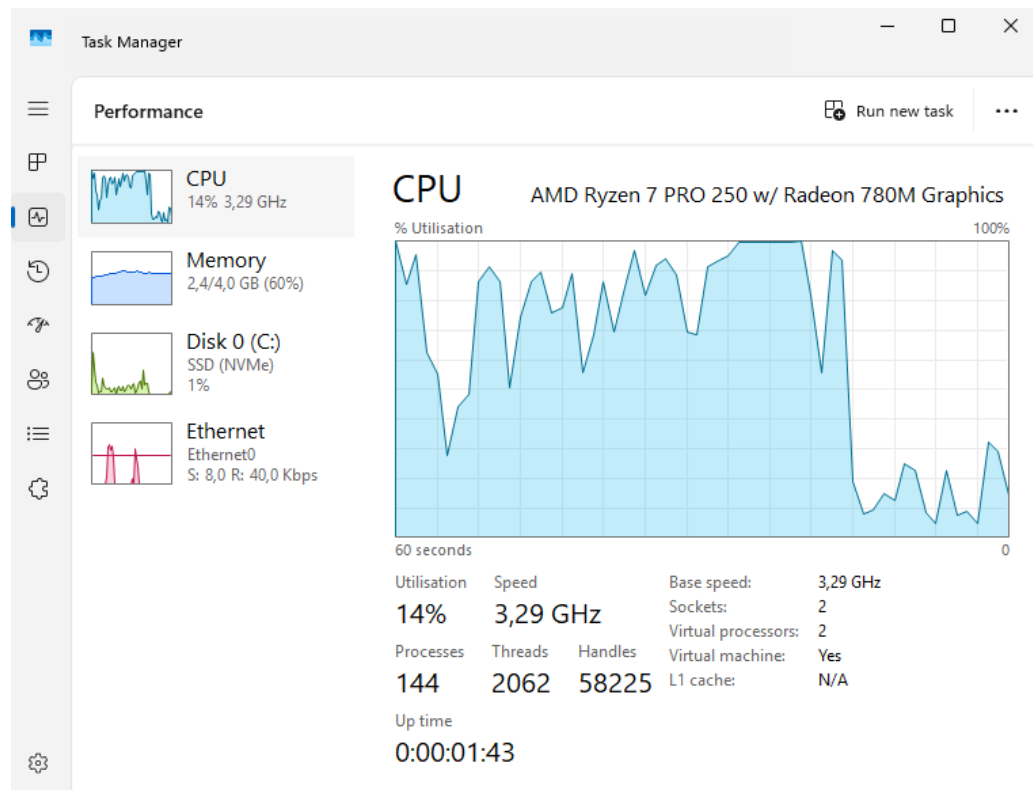 Task Manager
Performance
Run new task
CPU
14% 3,29 GHz
Memory
2,4/4,0 GB (60%)
Disk 0 (C:)
SSD (NVMe)
1%
Ethernet
Ethernet0
S: 8,0 R: 40,0 Kbps
CPU AMD Ryzen 7 PRO 250 w/ Radeon 780M Graphics
% Utilisation 100%
60 seconds 0
Utilisation Speed
14% 3,29 GHz
Processes Threads Handles
144 2062 58225
Up time
0:00:01:43
Base speed: 3,29 GHz
Sockets: 2
Virtual processors: 2
Virtual machine: Yes
L1 cache: N/A